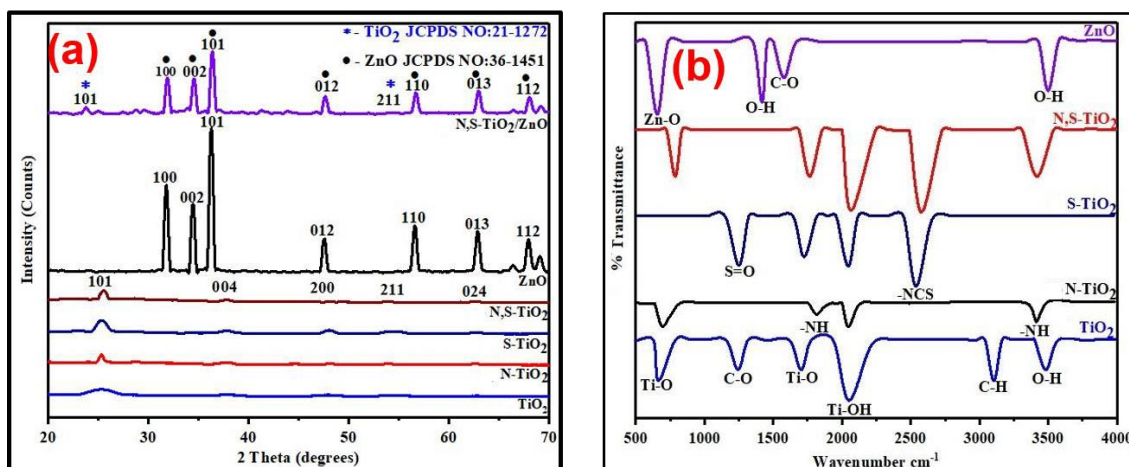 (a)
* - TiO2 JCPDS NO:21-1272
● - ZnO JCPDS NO:36-1451
* 101
● 100
● 002
● 101
● 012
* 211
● 110
● 013
● 112
N,S-TiO2/ZnO
100
002
101
012
110
013
112
ZnO
101
004
200
211
024
N,S-TiO2
S-TiO2
N-TiO2
TiO2
Intensity (Counts)
20 30 40 50 60 70
2 Theta (degrees)
(b)
ZnO
Zn-O
O-H
C-O
O-H
N,S-TiO2
S-TiO2
S=O
-NCS
N-TiO2
-NH
-NH
TiO2
Ti-O
C-O
Ti-O
Ti-OH
C-H
O-H
% Transmittance
500 1000 1500 2000 2500 3000 3500 4000
Wavenumber cm-1